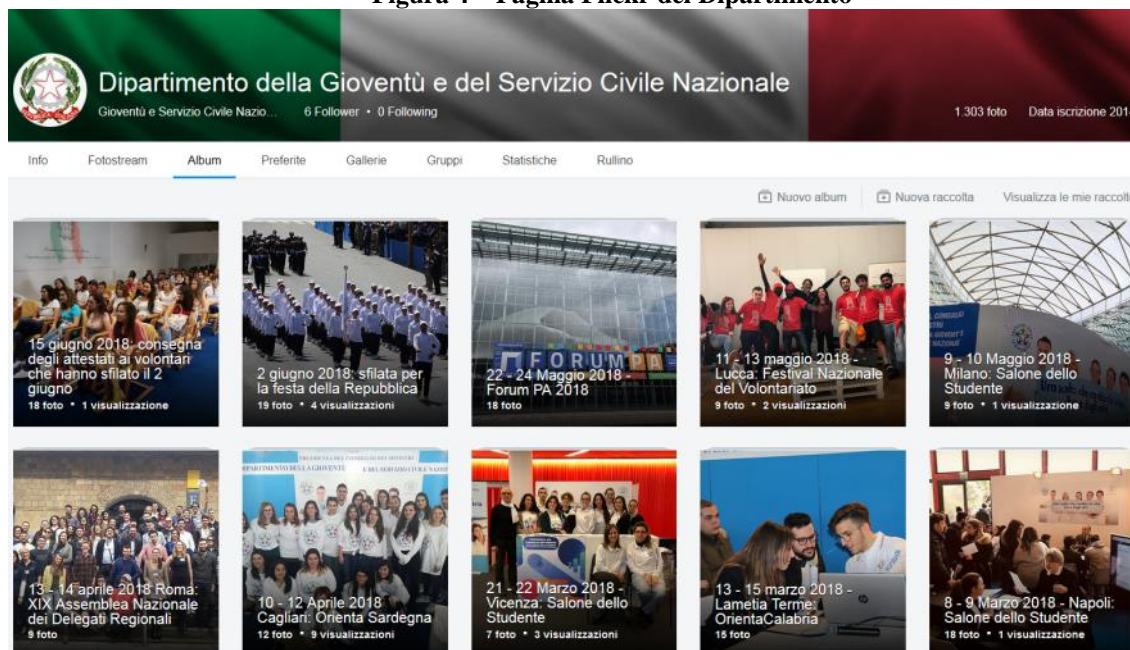 Dipartimento della Gioventù e del Servizio Civile Nazionale
Gioventù e Servizio Civile Nazio... 6 Follower • 0 Following
1.303 foto Data iscrizione
Info Fotostream Album Preferite Gallerie Gruppi Statistiche Rullino
Nuovo album Nuova raccolta Visualizza le mie
15 giugno 2018: consegna
degli attestati ai volontari
che hanno sfilato il 2
giugno
18 foto • 1 visualizzazione
2 giugno 2018: sfilata per
la festa della Repubblica
19 foto • 4 visualizzazioni
FORUM PA
22 - 24 Maggio 2018 -
Forum PA 2018
18 foto
11 - 13 maggio 2018 -
Lucca: Festival Nazionale
del Volontariato
9 foto • 2 visualizzazioni
9 - 10 Maggio 2018 -
Milano: Salone dello
Studente
9 foto • 1 visualizzazione
13 - 14 aprile 2018 Roma:
XIX Assemblea Nazionale
dei Delegati Regionali
9 foto
10 - 12 Aprile 2018
Cagliari: Orienta Sardegna
12 foto • 9 visualizzazioni
21 - 22 Marzo 2018 -
Vicenza: Salone dello
Studente
7 foto • 3 visualizzazioni
13 - 15 marzo 2018 -
Lametia Terme:
OrientaCalabria
15 foto
8 - 9 Marzo 2018 - Napoli:
Salone dello Studente
18 foto • 1 visualizzazione